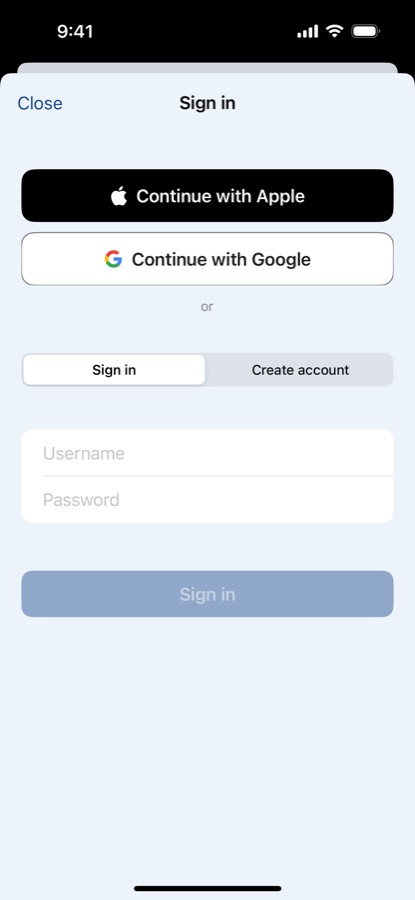 9:41
Close
Sign in
Continue with Apple
Continue with Google
or
Sign in
Create account
Username
Password
Sign in